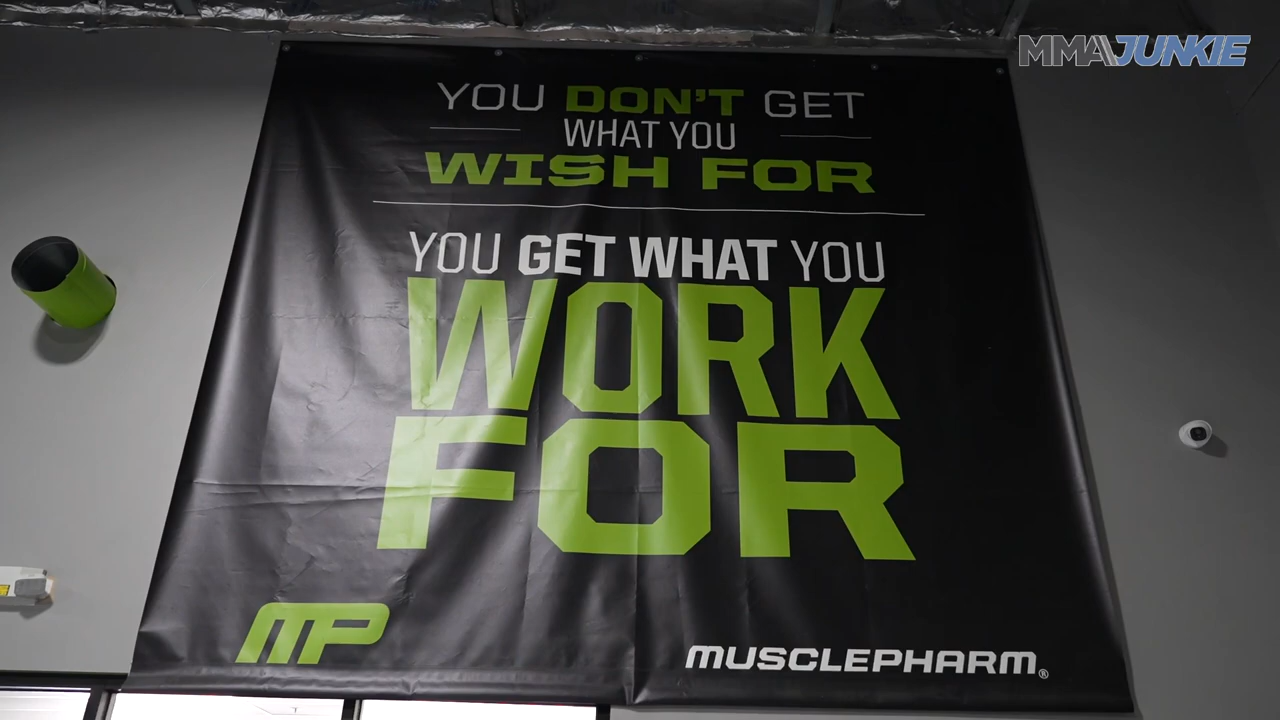 MMAJUNKIE
YOU DON'T GET
WHAT YOU
WISH FOR
YOU GET WHAT YOU
WORK
FOR
MP
MUSCLEPHARM®